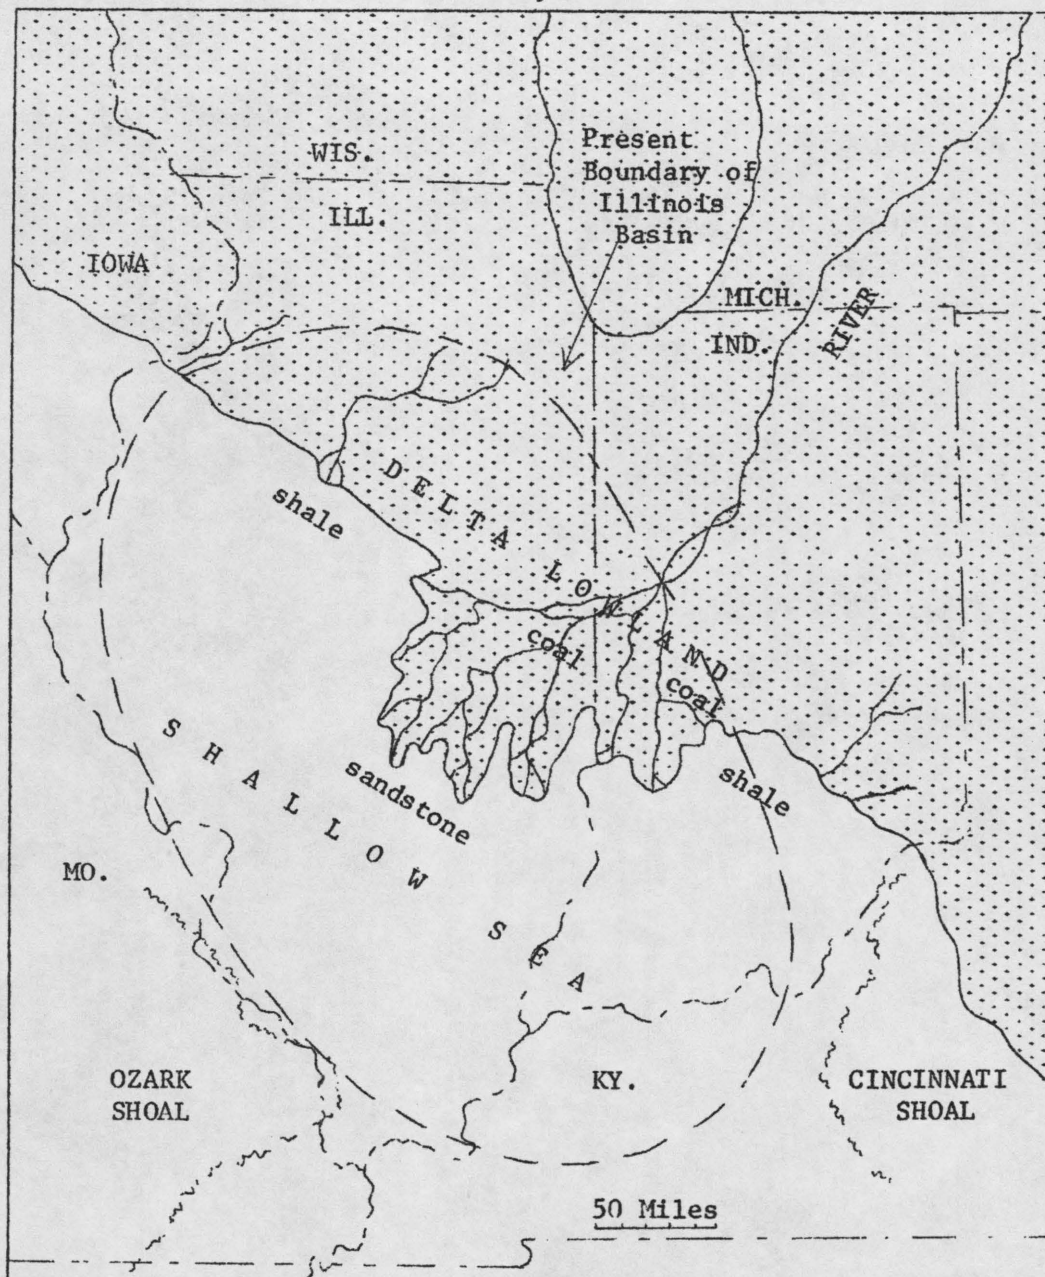 WIS.
ILL.
Present
Boundary of
Illinois
Basin
IOWA
MICH.
IND.
RIVER
DELTA LOWLAND
shale
coal
coal
SHALLOW SEA
sandstone
shale
MO.
OZARK
SHOAL
KY.
CINCINNATI
SHOAL
50 Miles